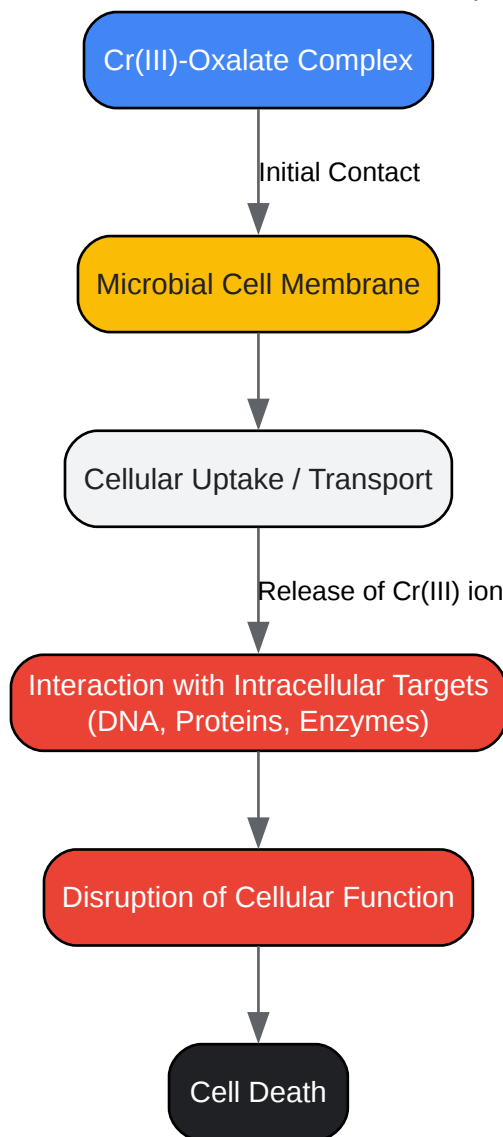 Cr(III)-Oxalate Complex
Initial Contact
Microbial Cell Membrane
Cellular Uptake / Transport
Release of Cr(III) ion
Interaction with Intracellular Targets
(DNA, Proteins, Enzymes)
Disruption of Cellular Function
Cell Death